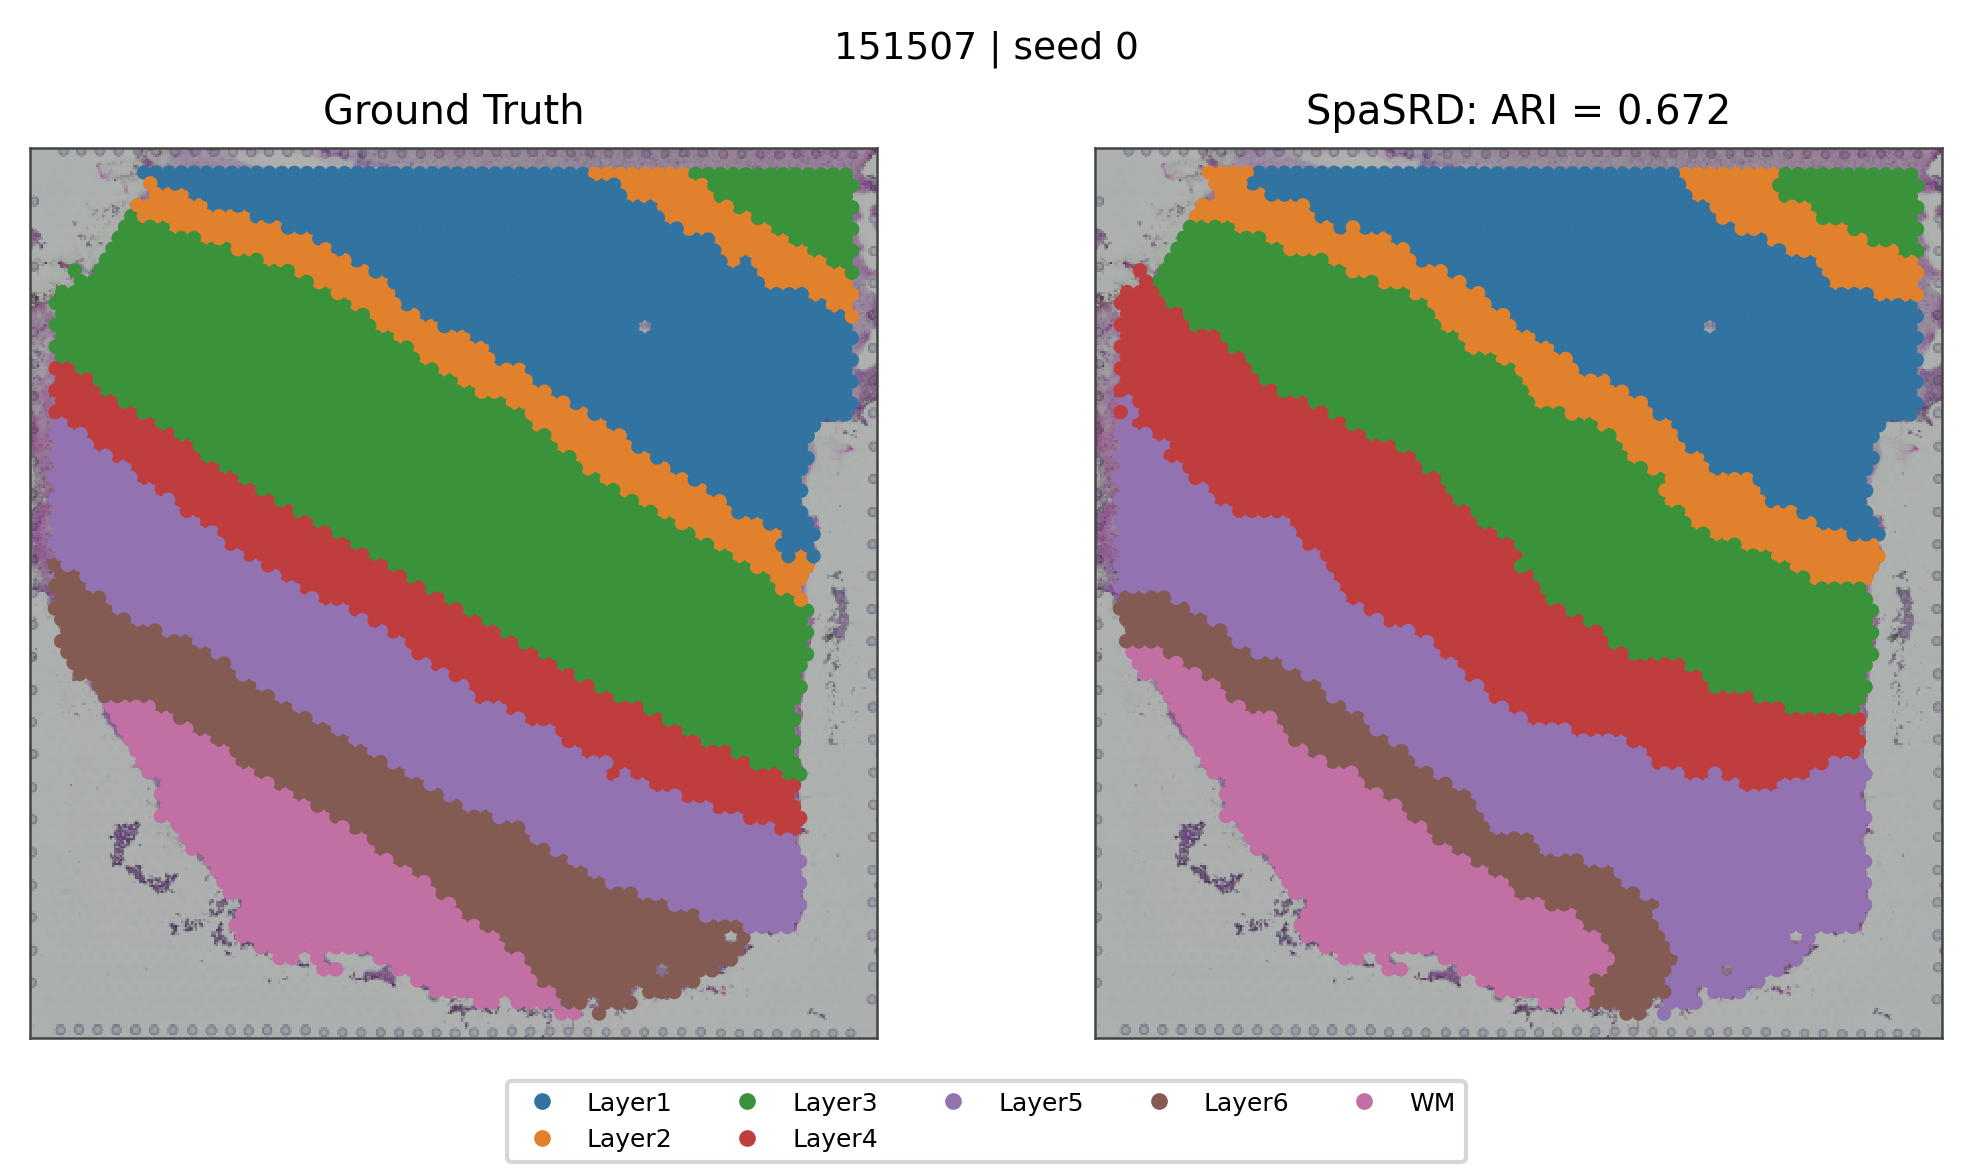 151507 | seed 0
Ground Truth
SpaSRD: ARI = 0.672
Layer1
Layer3
Layer5
Layer6
WM
Layer2
Layer4